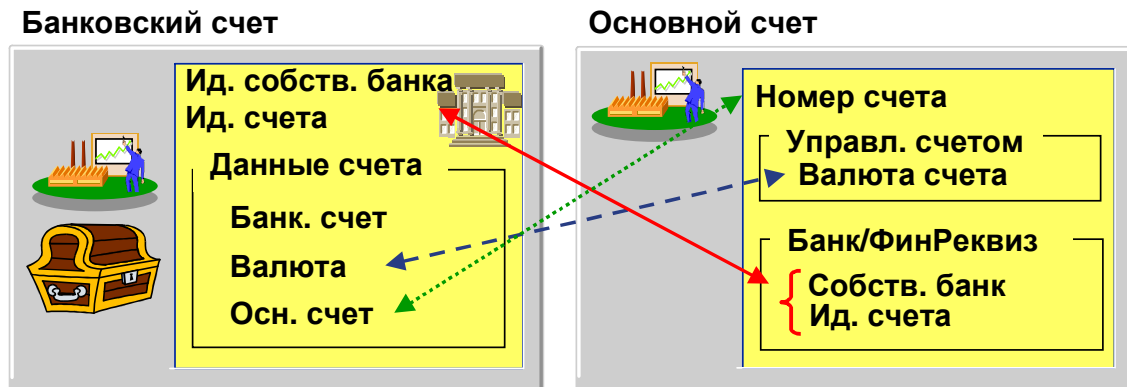 Банковский счет
Ид. собств. банка
Ид. счета
Данные счета
Банк. счет
Валюта
Осн. счет
Основной счет
Номер счета
Управл. счетом
Валюта счета
Банк/ФинРеквиз
Собств. банк
Ид. счета